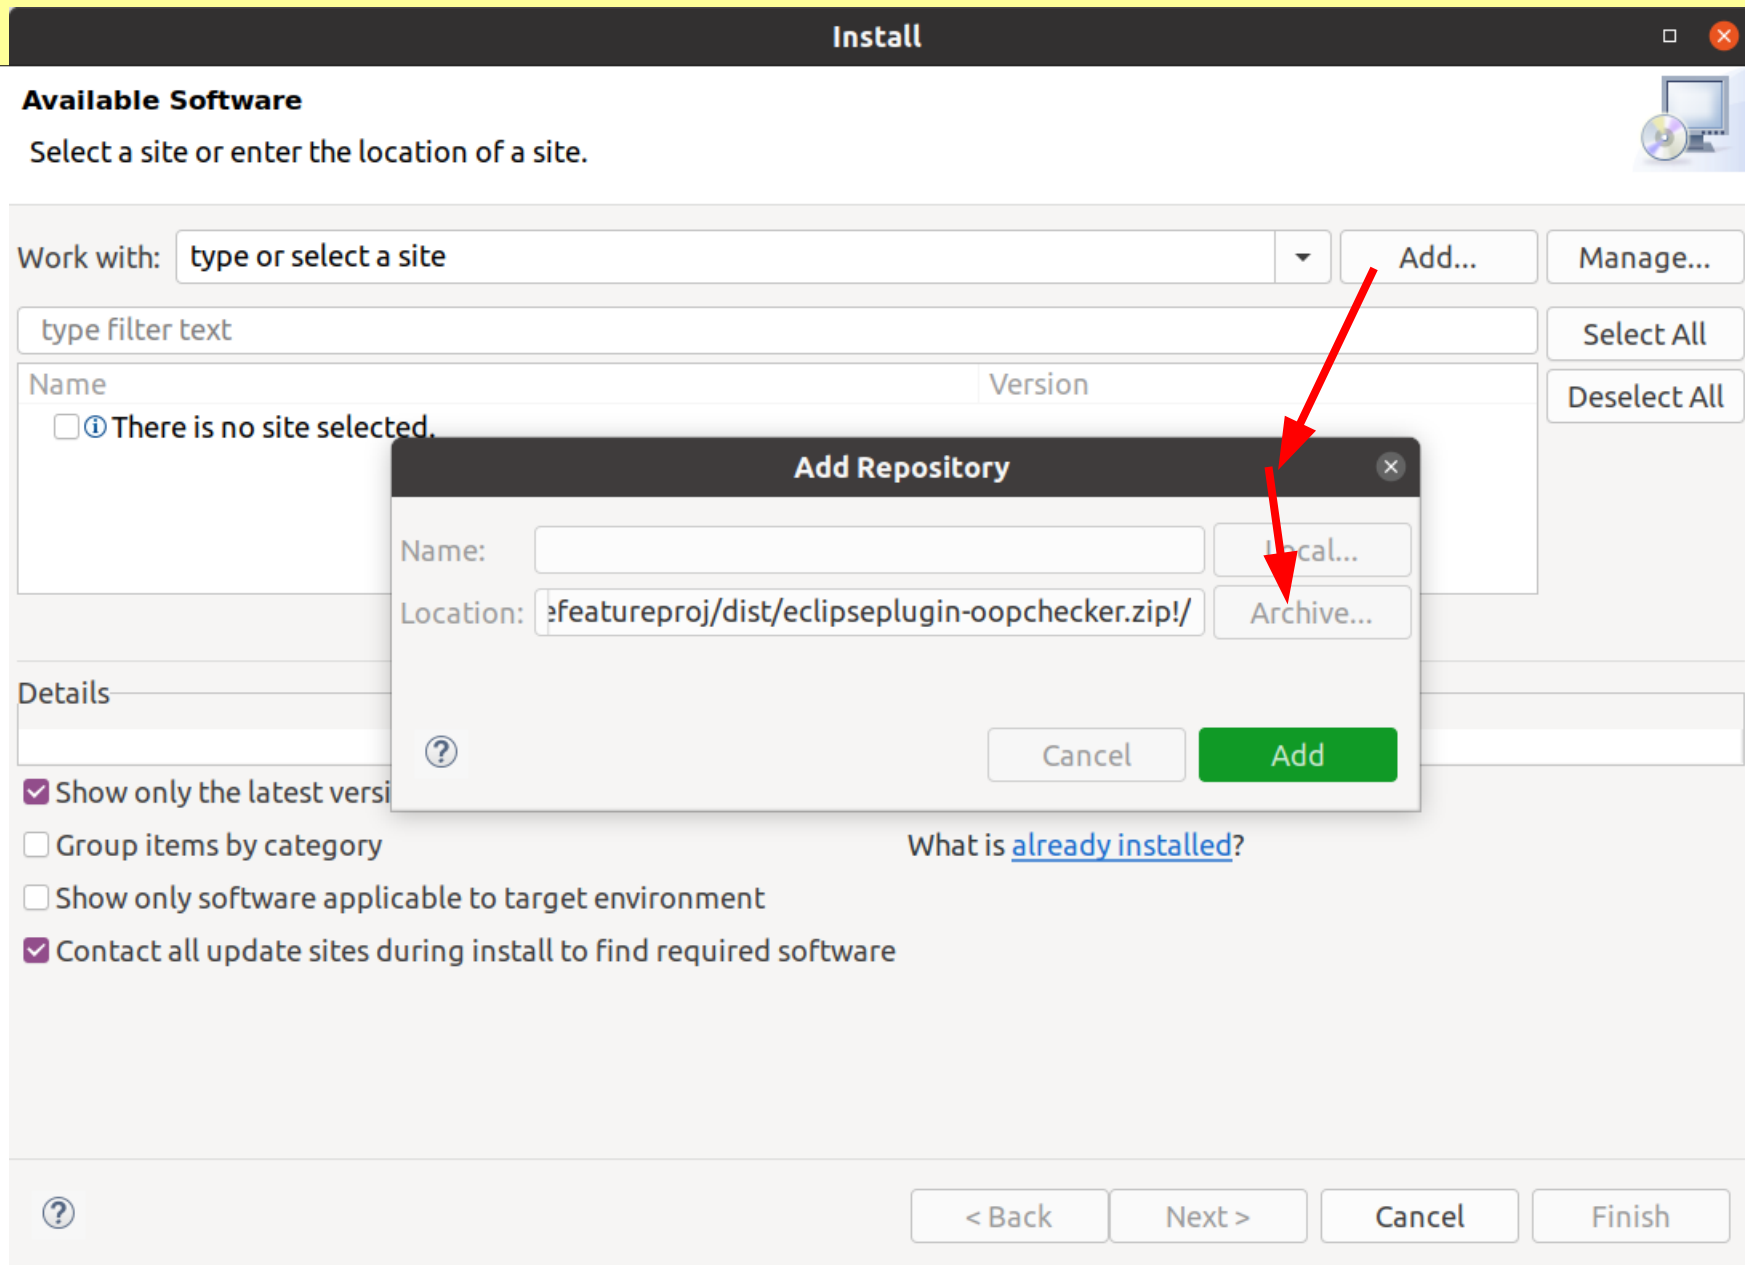 Install
Available Software
Select a site or enter the location of a site.
Work with: type or select a site Add... Manage...
type filter text Select All
Name Version
Deselect All
There is no site selected.
Add Repository
Name: Local...
Location: efeatureproj/dist/eclipseplugin-oopchecker.zip!/ Archive...
Details
Cancel Add
Show only the latest versi
Group items by category What is already installed?
Show only software applicable to target environment
Contact all update sites during install to find required software
< Back Next > Cancel Finish